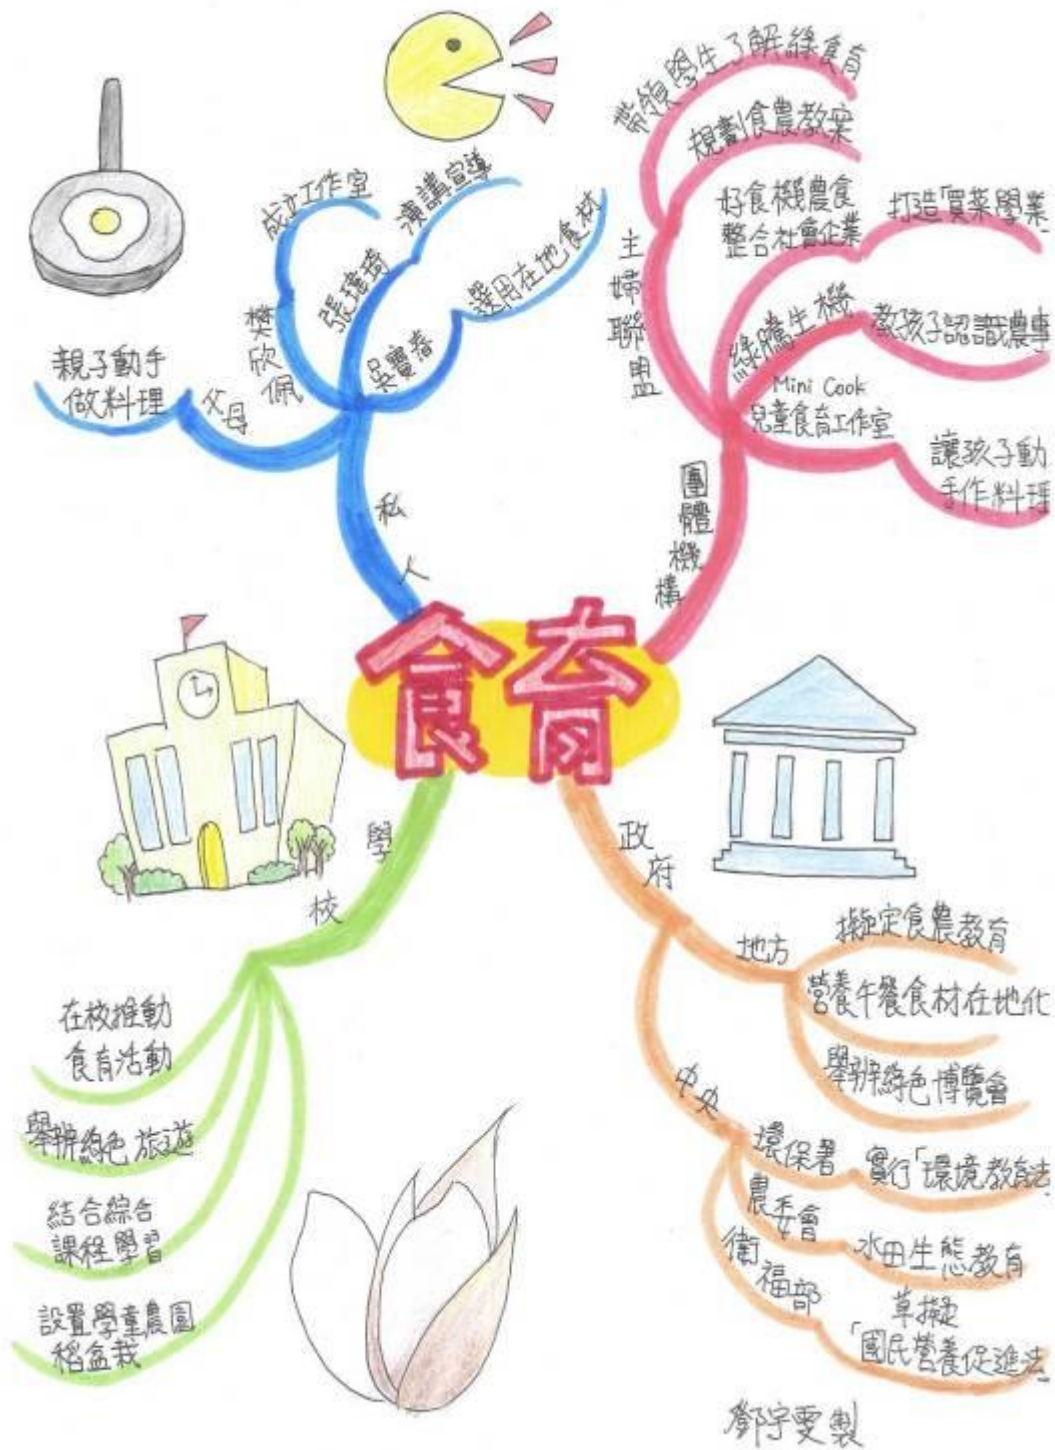 食育
私人
父母
親子動手
做料理
欣佩
成立工作室
張瑋琦
演講宣導
吳寶春
選用在地食材
團體機構
主婦聯盟
帶領學生了解綠食育
規劃食農教案
好食機農食
整合社會企業
打造「買菜學業」
綠騰生機
教孩子認識農事
Mini Cook
兒童食育工作室
讓孩子動
手作料理
學校
在校推動
食育活動
舉辦綠色旅遊
結合綜合
課程學習
設置學童農園
稻盆栽
政府
地方
擬定食農教育
營養午餐食材在地化
舉辦綠色博覽會
中央
環保署
實行「環境教育法」
農委會
水田生態教育
衛福部
草擬
「國民營養促進法」
鄧宇雯製